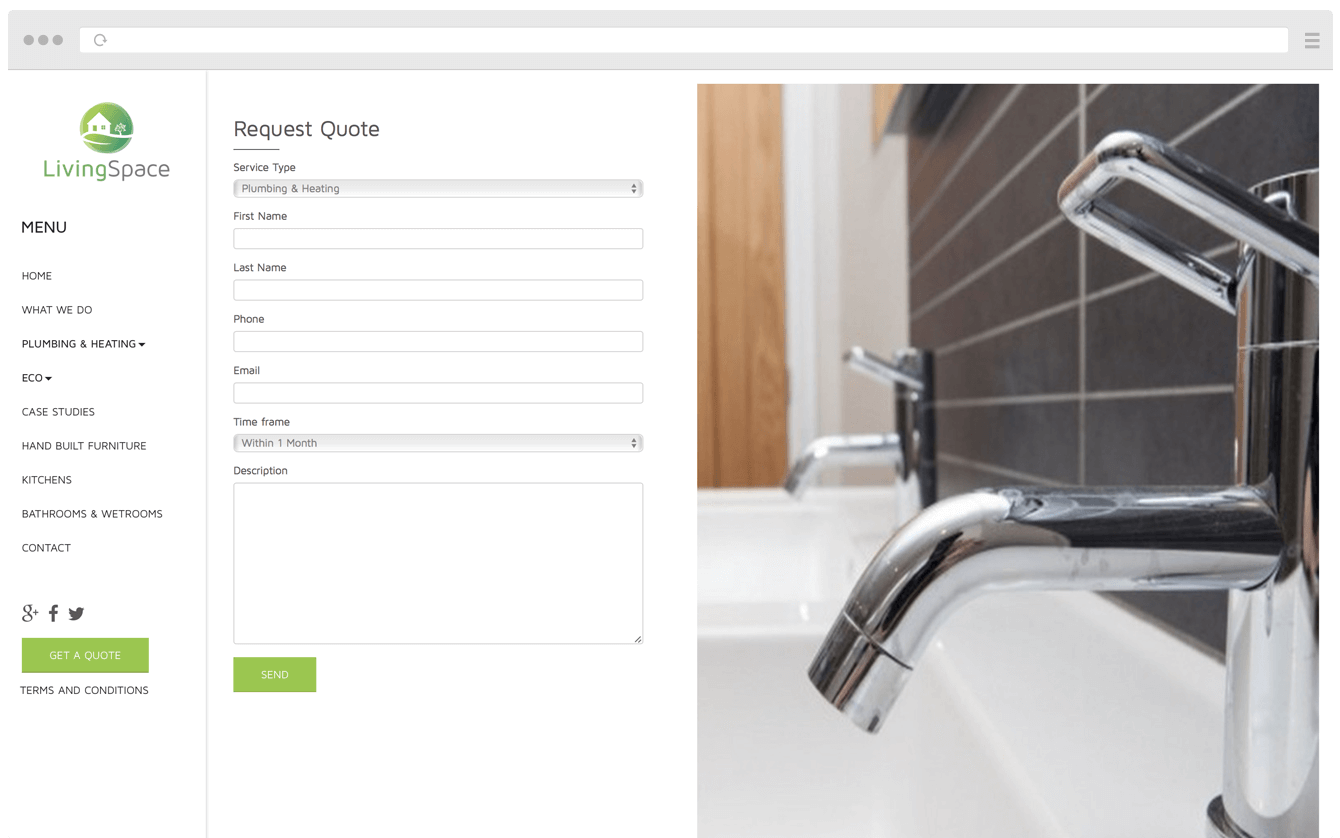 LivingSpace
MENU
HOME
WHAT WE DO
PLUMBING & HEATING
ECO
CASE STUDIES
HAND BUILT FURNITURE
KITCHENS
BATHROOMS & WETROOMS
CONTACT
g+
GET A QUOTE
TERMS AND CONDITIONS
Request Quote
Service Type
Plumbing & Heating
First Name
Last Name
Phone
Email
Time frame
Within 1 Month
Description
SEND